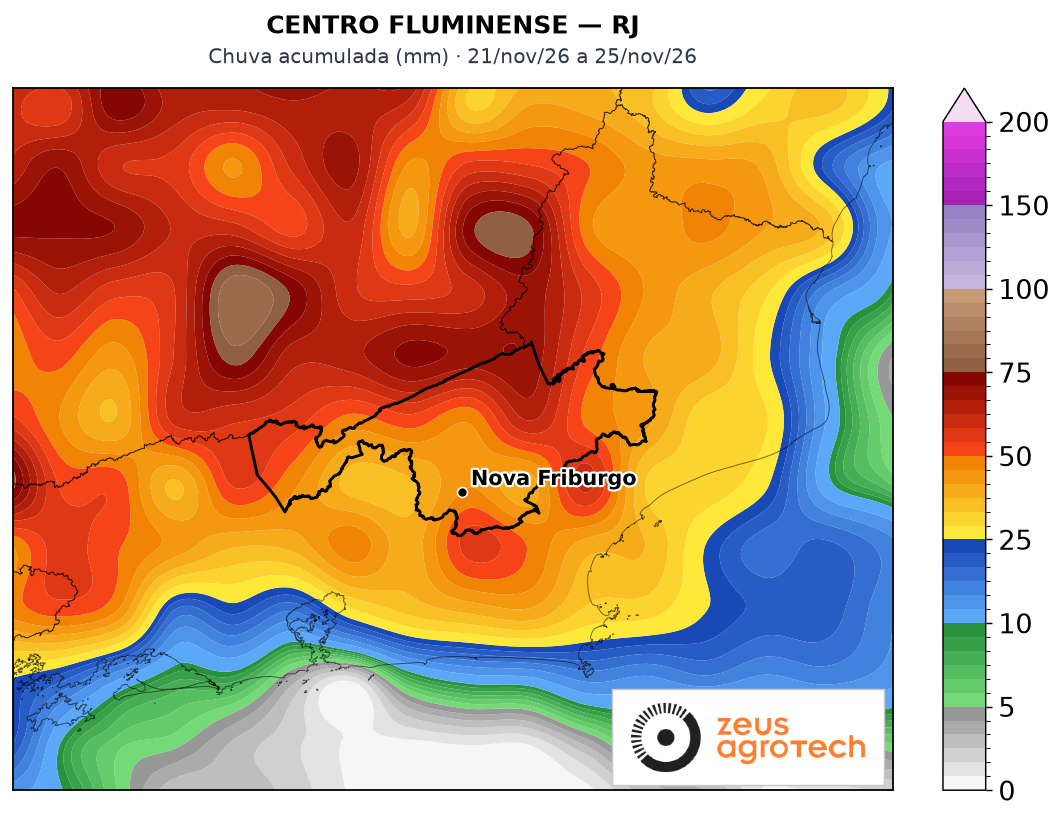 CENTRO FLUMINENSE — RJ
Chuva acumulada (mm) · 21/nov/26 a 25/nov/26
Nova Friburgo
200
150
100
75
50
25
10
5
0
zeus
agrotech